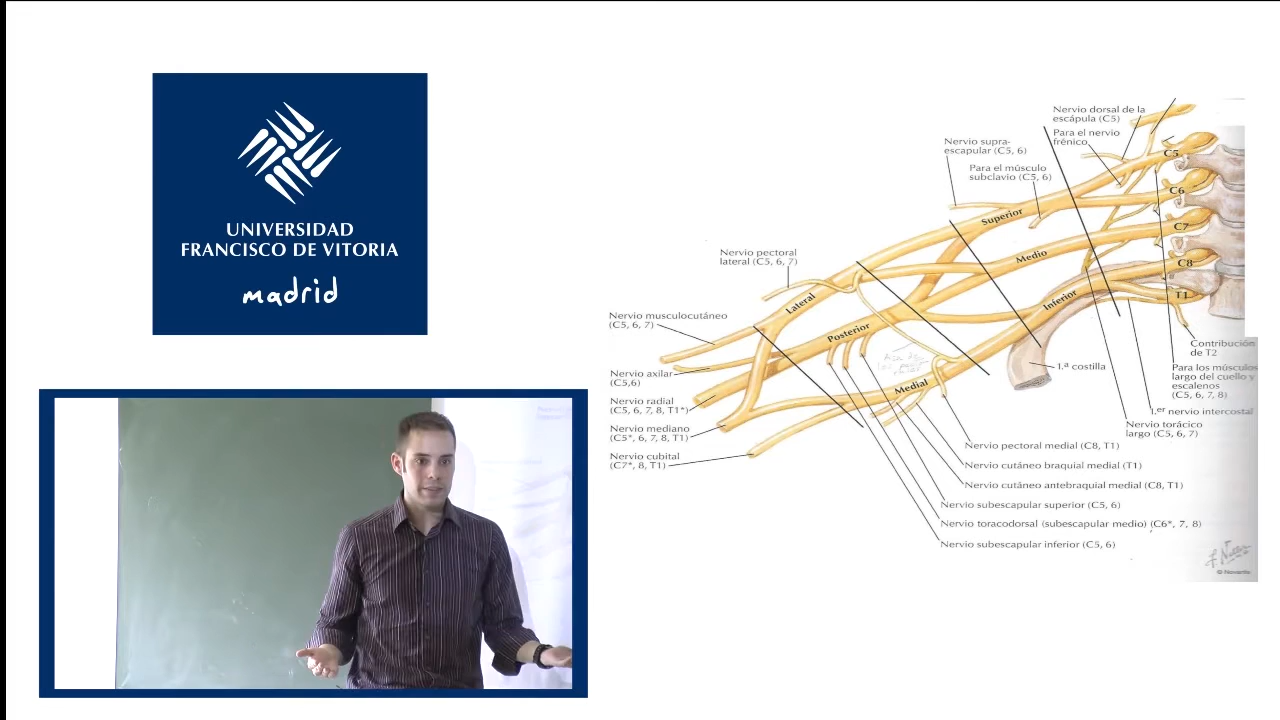 UNIVERSIDAD
FRANCISCO DE VITORIA
madrid
Nervio dorsal de la
escápula (C5)
Para el nervio
frénico
Nervio supra-
escapular (C5, 6)
Para el músculo
subclavio (C5, 6)
C5
C6
C7
C8
T1
Superior
Medio
Inferior
Nervio pectoral
lateral (C5, 6, 7)
Lateral
Posterior
Medial
Nervio musculocutáneo
(C5, 6, 7)
Nervio axilar
(C5,6)
Nervio radial
(C5, 6, 7, 8, T1*)
Nervio mediano
(C5*, 6, 7, 8, T1)
Nervio cubital
(C7*, 8, T1)
1.ª costilla
Contribución
de T2
Para los músculos
largo del cuello y
escalenos
(C5, 6, 7, 8)
1.er nervio intercostal
Nervio torácico
largo (C5, 6, 7)
Nervio pectoral medial (C8, T1)
Nervio cutáneo braquial medial (T1)
Nervio cutáneo antebraquial medial (C8, T1)
Nervio subescapular superior (C5, 6)
Nervio toracodorsal (subescapular medio) (C6*, 7, 8)
Nervio subescapular inferior (C5, 6)
© Novartis